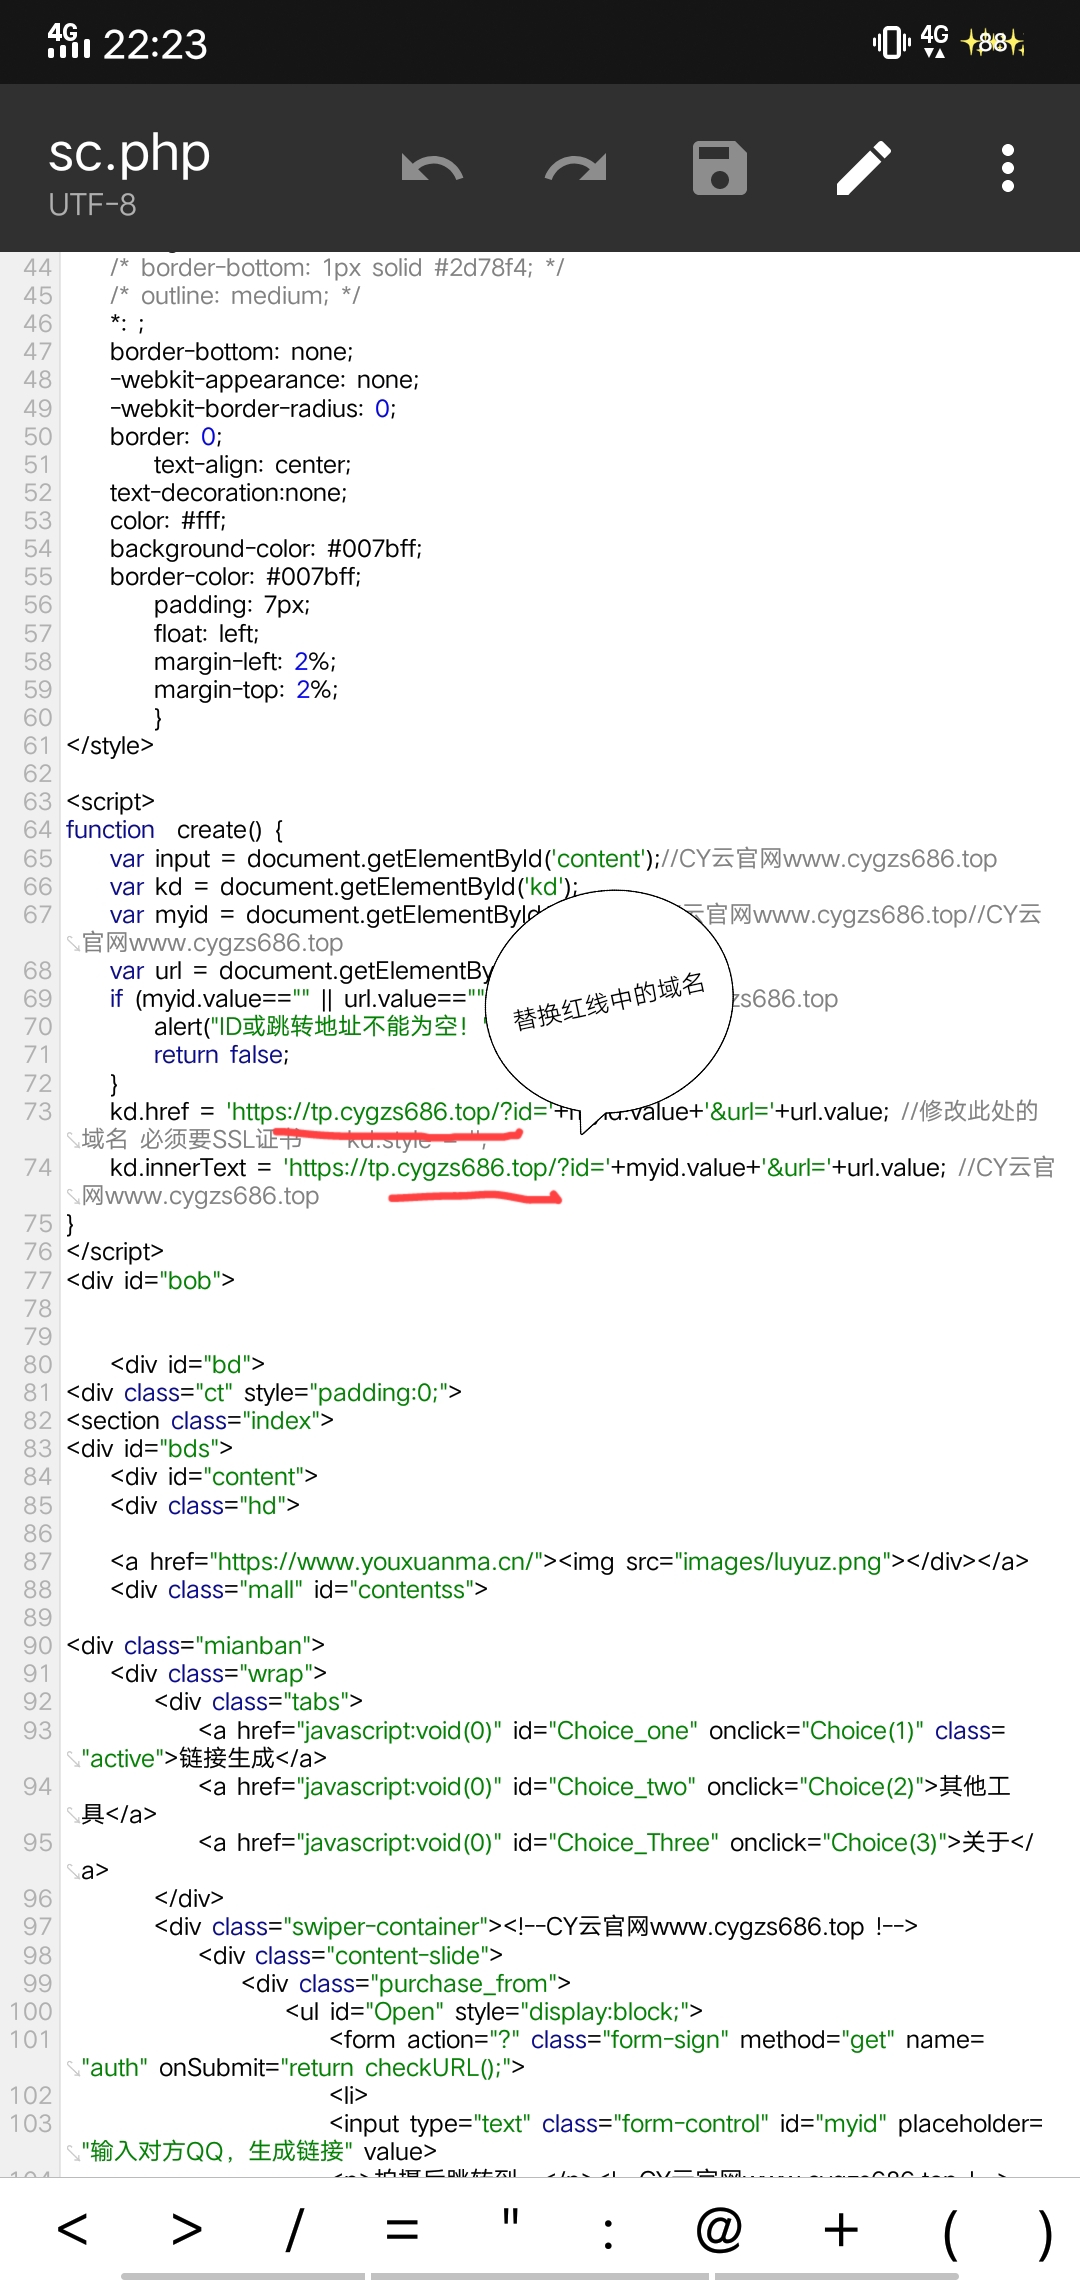 4G 22:23 4G 88
sc.php
UTF-8
44 /* border-bottom: 1px solid #2d78f4; */
45 /* outline: medium; */
46 *: ;
47 border-bottom: none;
48 -webkit-appearance: none;
49 -webkit-border-radius: 0;
50 border: 0;
51 text-align: center;
52 text-decoration:none;
53 color: #fff;
54 background-color: #007bff;
55 border-color: #007bff;
56 padding: 7px;
57 float: left;
58 margin-left: 2%;
59 margin-top: 2%;
60 }
61 </style>
62
63 <script>
64 function create() {
65 var input = document.getElementById('content');//CY云官网www.cygzs686.top
66 var kd = document.getElementById('kd');
67 var myid = document.getElementById 云官网www.cygzs686.top//CY云
官网www.cygzs686.top
68 var url = document.getElementBy
69 if (myid.value=="" || url.value=="" zs686.top
70 alert("ID或跳转地址不能为空！"
替换红线中的域名
71 return false;
72 }
73 kd.href = 'https://tp.cygzs686.top/?id='+ .value+'&url='+url.value; //修改此处的
域名 必须要SSL证书 kd.style = '';
74 kd.innerText = 'https://tp.cygzs686.top/?id='+myid.value+'&url='+url.value; //CY云官
网www.cygzs686.top
75 }
76 </script>
77 <div id="bob">
78
79
80 <div id="bd">
81 <div class="ct" style="padding:0;">
82 <section class="index">
83 <div id="bds">
84 <div id="content">
85 <div class="hd">
86
87 <a href="https://www.youxuanma.cn/"><img src="images/luyuz.png"></div></a>
88 <div class="mall" id="contentss">
89
90 <div class="mianban">
91 <div class="wrap">
92 <div class="tabs">
93 <a href="javascript:void(0)" id="Choice_one" onclick="Choice(1)" class=
"active">链接生成</a>
94 <a href="javascript:void(0)" id="Choice_two" onclick="Choice(2)">其他工
具</a>
95 <a href="javascript:void(0)" id="Choice_Three" onclick="Choice(3)">关于</
a>
96 </div>
97 <div class="swiper-container"><!--CY云官网www.cygzs686.top !-->
98 <div class="content-slide">
99 <div class="purchase_from">
100 <ul id="Open" style="display:block;">
101 <form action="?" class="form-sign" method="get" name=
"auth" onSubmit="return checkURL();">
102 <li>
103 <input type="text" class="form-control" id="myid" placeholder=
"输入对方QQ，生成链接" value>
< > / = " : @ + ( )